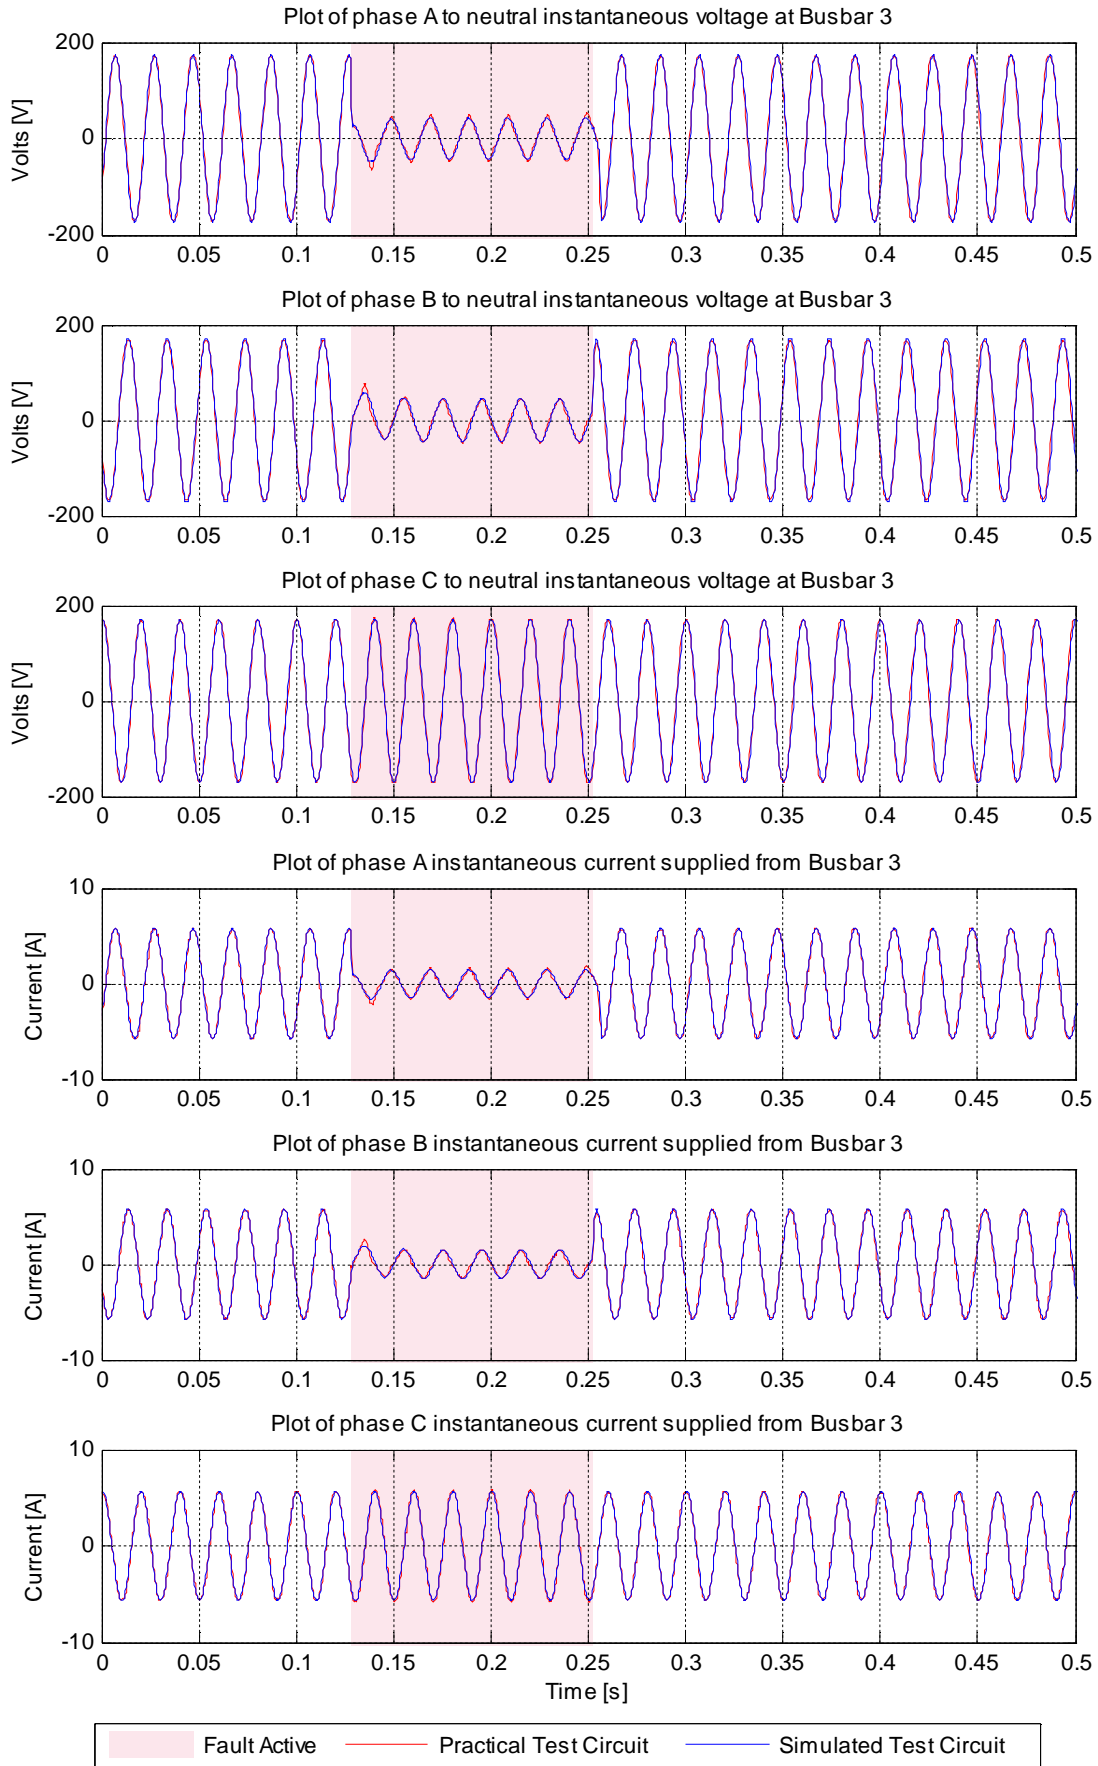 Plot of phase A to neutral instantaneous voltage at Busbar 3
Volts [V]
200
0
-200
0 0.05 0.1 0.15 0.2 0.25 0.3 0.35 0.4 0.45 0.5
Plot of phase B to neutral instantaneous voltage at Busbar 3
Volts [V]
200
0
-200
0 0.05 0.1 0.15 0.2 0.25 0.3 0.35 0.4 0.45 0.5
Plot of phase C to neutral instantaneous voltage at Busbar 3
Volts [V]
200
0
-200
0 0.05 0.1 0.15 0.2 0.25 0.3 0.35 0.4 0.45 0.5
Plot of phase A instantaneous current supplied from Busbar 3
Current [A]
10
0
-10
0 0.05 0.1 0.15 0.2 0.25 0.3 0.35 0.4 0.45 0.5
Plot of phase B instantaneous current supplied from Busbar 3
Current [A]
10
0
-10
0 0.05 0.1 0.15 0.2 0.25 0.3 0.35 0.4 0.45 0.5
Plot of phase C instantaneous current supplied from Busbar 3
Current [A]
10
0
-10
0 0.05 0.1 0.15 0.2 0.25 0.3 0.35 0.4 0.45 0.5
Time [s]
Fault Active Practical Test Circuit Simulated Test Circuit